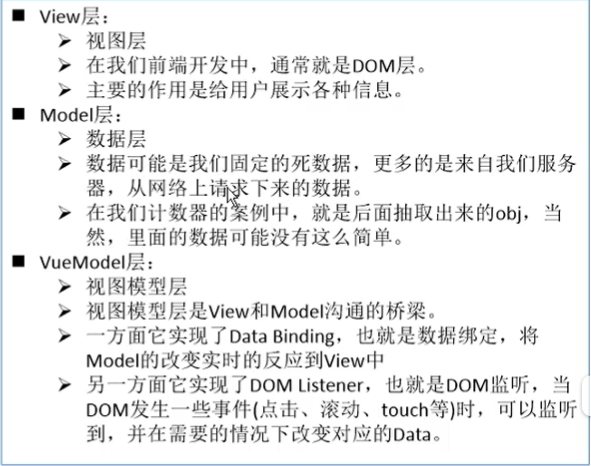 ■ View层：
➢ 视图层
➢ 在我们前端开发中，通常就是DOM层。
➢ 主要的作用是给用户展示各种信息。
■ Model层：
➢ 数据层
➢ 数据可能是我们固定的死数据，更多的是来自我们服务
器，从网络上请求下来的数据。
➢ 在我们计数器的案例中，就是后面抽取出来的obj，当
然，里面的数据可能没有这么简单。
■ VueModel层：
➢ 视图模型层
➢ 视图模型层是View和Model沟通的桥梁。
➢ 一方面它实现了Data Binding，也就是数据绑定，将
Model的改变实时的反应到View中
➢ 另一方面它实现了DOM Listener，也就是DOM监听，当
DOM发生一些事件(点击、滚动、touch等)时，可以监听
到，并在需要的情况下改变对应的Data。